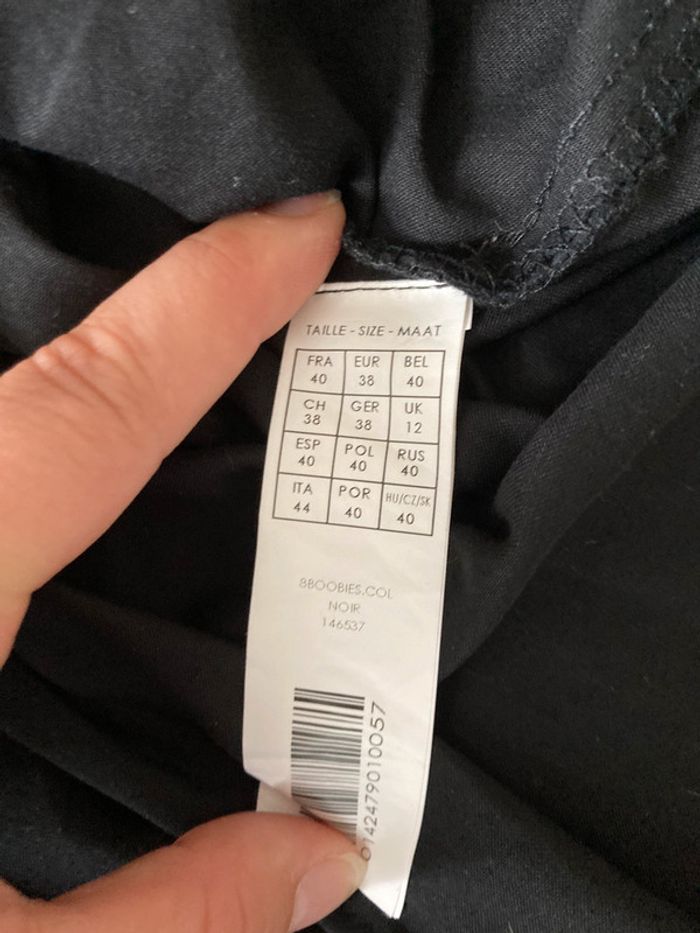 TAILLE - SIZE - MAAT
FRA EUR BEL
40 38 40
CH GER UK
38 38 12
ESP POL RUS
40 40 40
ITA POR HU/CZ/SK
44 40 40
8BOOBIES.COL
NOIR
146537
0142479010057